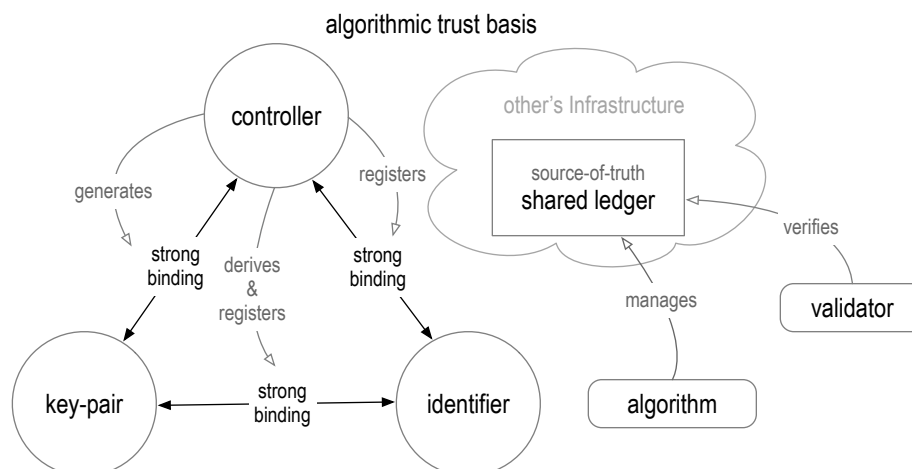 algorithmic trust basis
controller
other's Infrastructure
source-of-truth
shared ledger
generates
registers
strong
binding
derives
&
registers
strong
binding
verifies
manages
validator
key-pair
strong
binding
identifier
algorithm